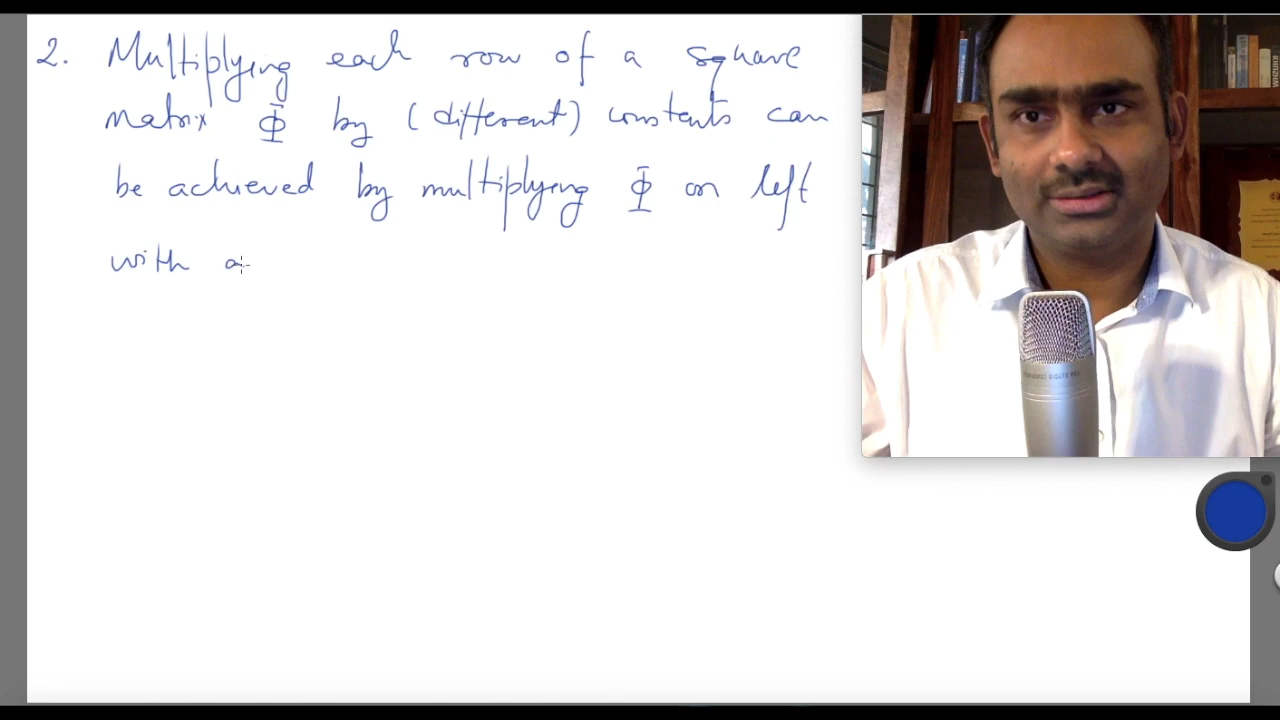 2. Multiplying each row of a square
matrix Φ by (different) constants can
be achieved by multiplying Φ on left
with a